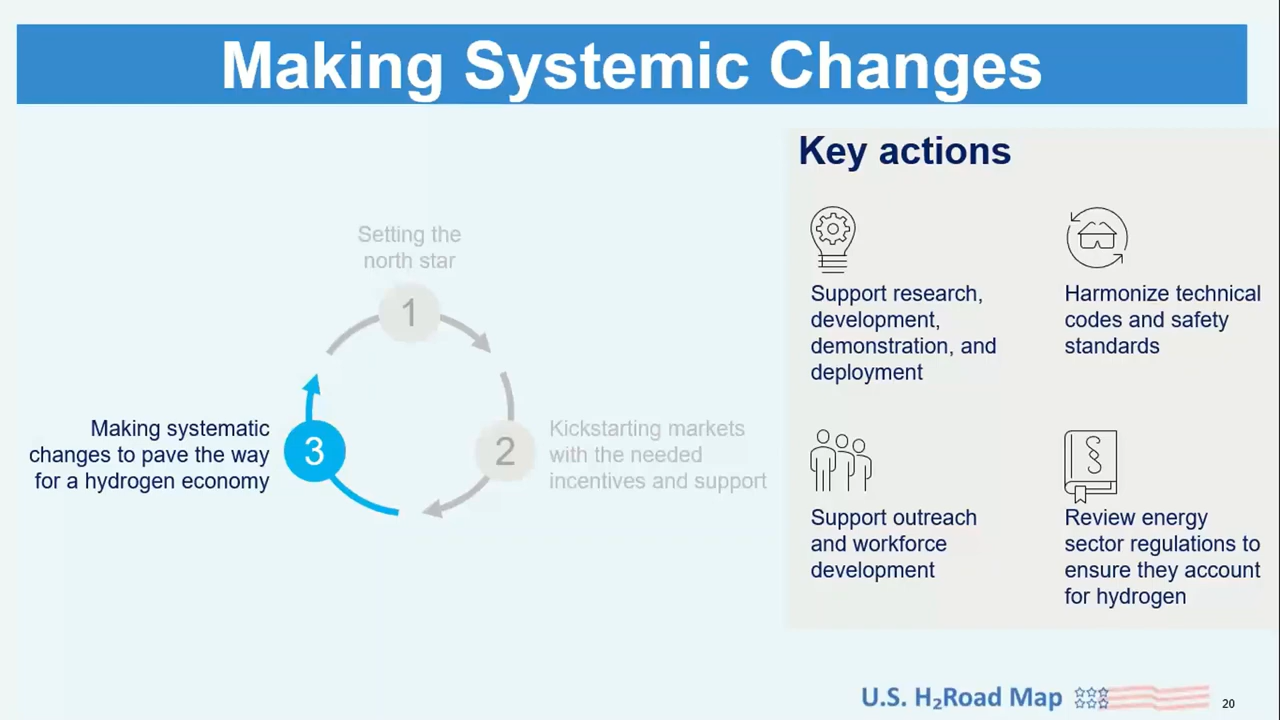 Making Systemic Changes
Setting the
north star
1
Kickstarting markets
with the needed
incentives and support
2
Making systematic
changes to pave the way
for a hydrogen economy
3
Key actions
Support research,
development,
demonstration, and
deployment
Harmonize technical
codes and safety
standards
Support outreach
and workforce
development
§
Review energy
sector regulations to
ensure they account
for hydrogen
U.S. H₂Road Map
20